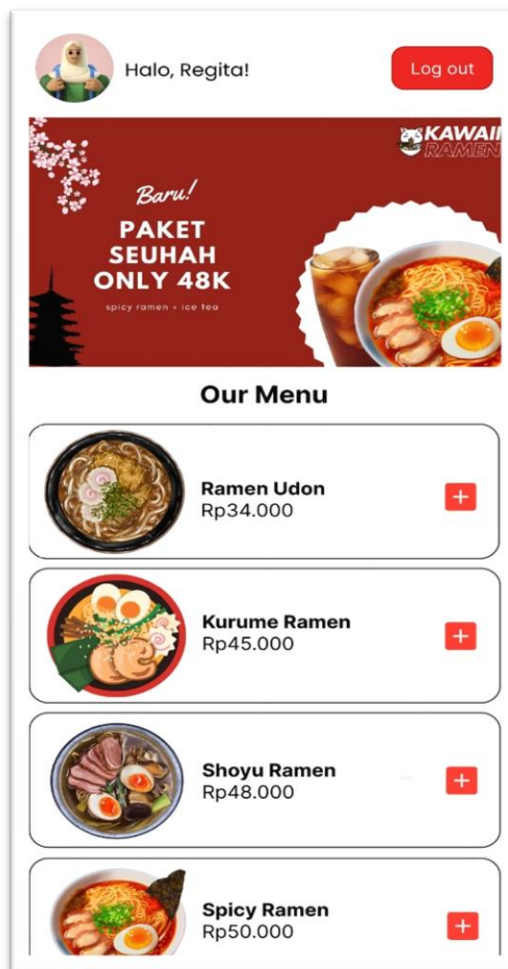 Halo, Regita!
Log out
KAWAII
RAMEN
Baru!
PAKET
SEUHAH
ONLY 48K
spicy ramen + ice tea
Our Menu
Ramen Udon
Rp34.000
+
Kurume Ramen
Rp45.000
+
Shoyu Ramen
Rp48.000
+
Spicy Ramen
Rp50.000
+